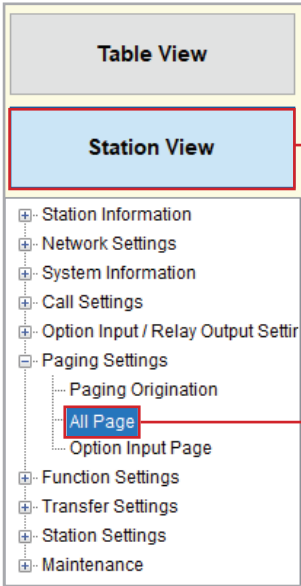 Table View
Station View
Station Information
Network Settings
System Information
Call Settings
Option Input / Relay Output Settir
Paging Settings
Paging Origination
All Page
Option Input Page
Function Settings
Transfer Settings
Station Settings
Maintenance